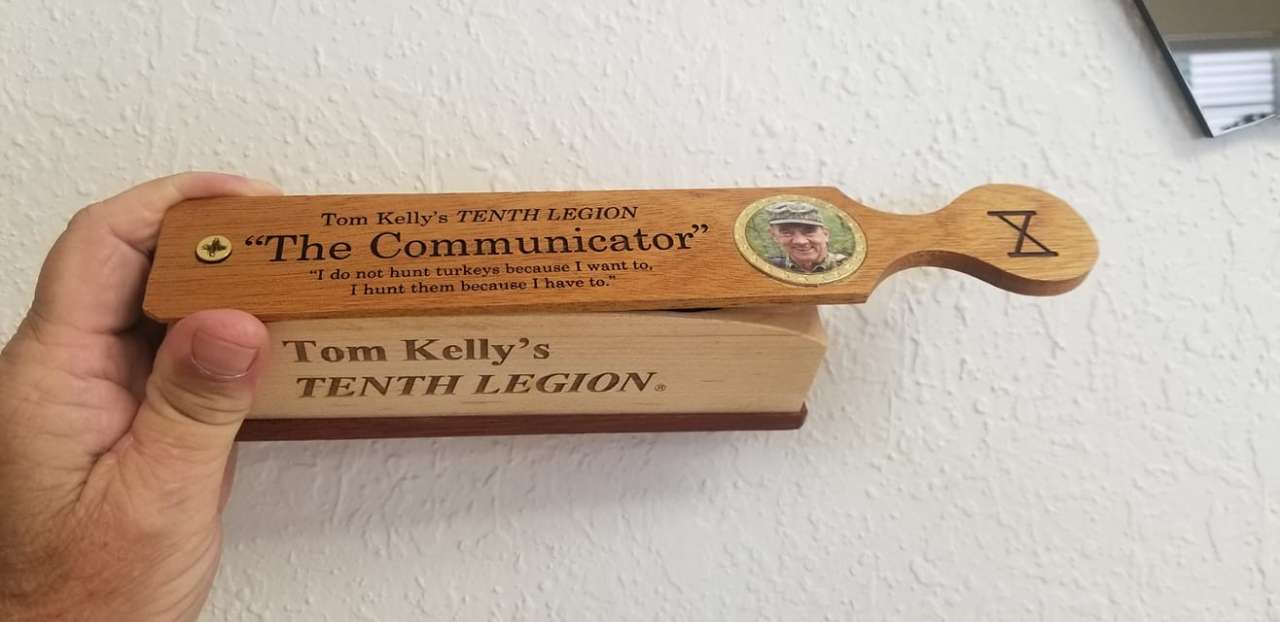 Tom Kelly's TENTH LEGION
“The Communicator”
“I do not hunt turkeys because I want to,
I hunt them because I have to.”
Tom Kelly's
TENTH LEGION®